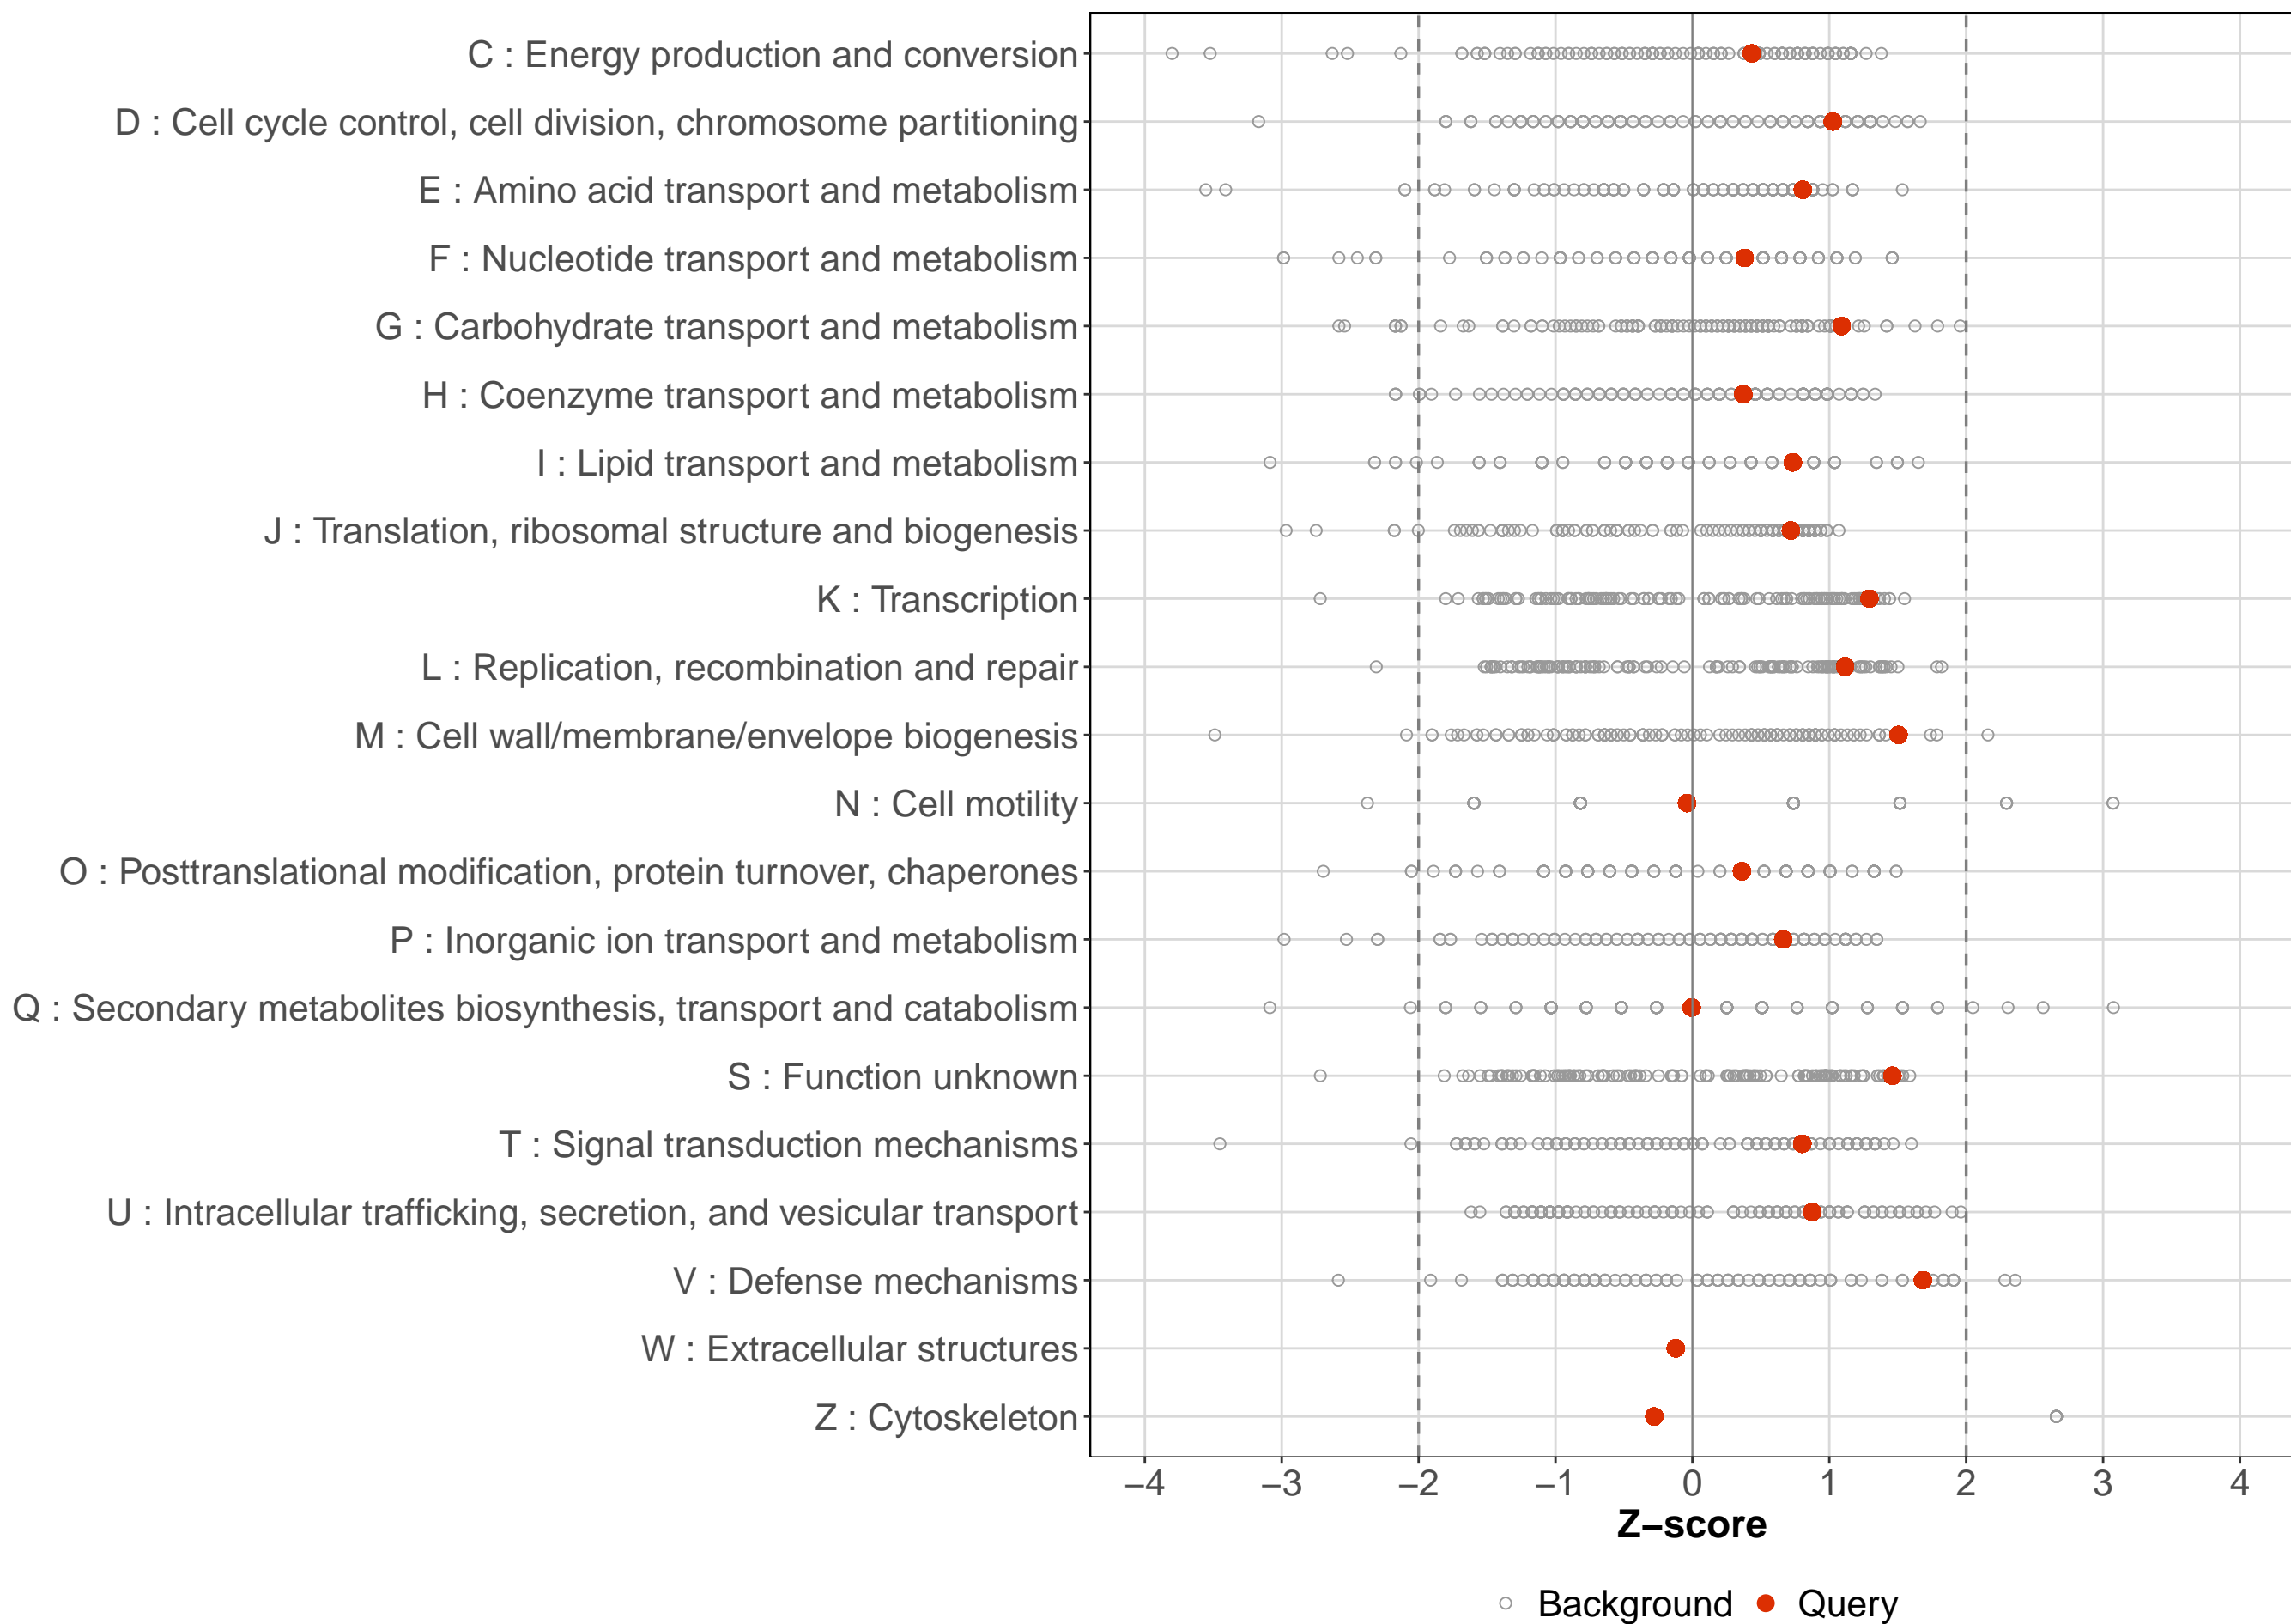 C : Energy production and conversion
D : Cell cycle control, cell division, chromosome partitioning
E : Amino acid transport and metabolism
F : Nucleotide transport and metabolism
G : Carbohydrate transport and metabolism
H : Coenzyme transport and metabolism
I : Lipid transport and metabolism
J : Translation, ribosomal structure and biogenesis
K : Transcription
L : Replication, recombination and repair
M : Cell wall/membrane/envelope biogenesis
N : Cell motility
O : Posttranslational modification, protein turnover, chaperones
P : Inorganic ion transport and metabolism
Q : Secondary metabolites biosynthesis, transport and catabolism
S : Function unknown
T : Signal transduction mechanisms
U : Intracellular trafficking, secretion, and vesicular transport
V : Defense mechanisms
W : Extracellular structures
Z : Cytoskeleton
−4 −3 −2 −1 0 1 2 3 4
Z−score
Background Query